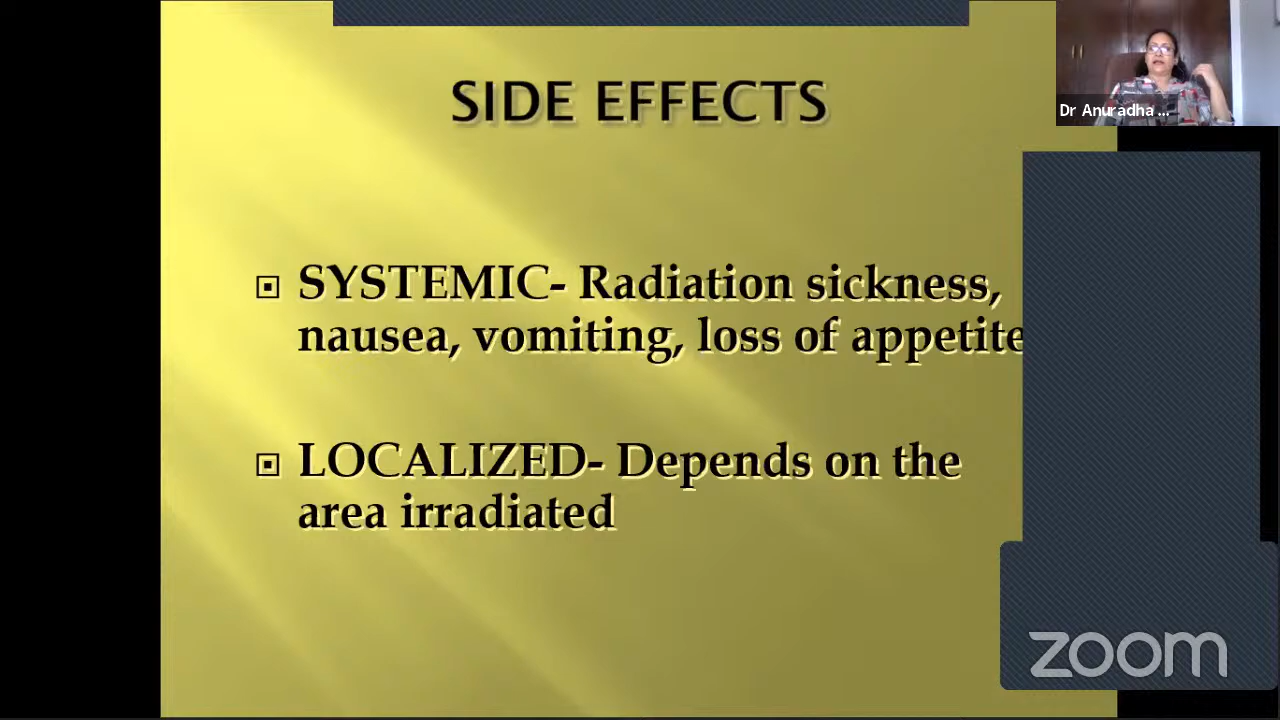 SIDE EFFECTS
Dr Anuradha ...
SYSTEMIC- Radiation sickness,
nausea, vomiting, loss of appetite
LOCALIZED- Depends on the
area irradiated
zoom